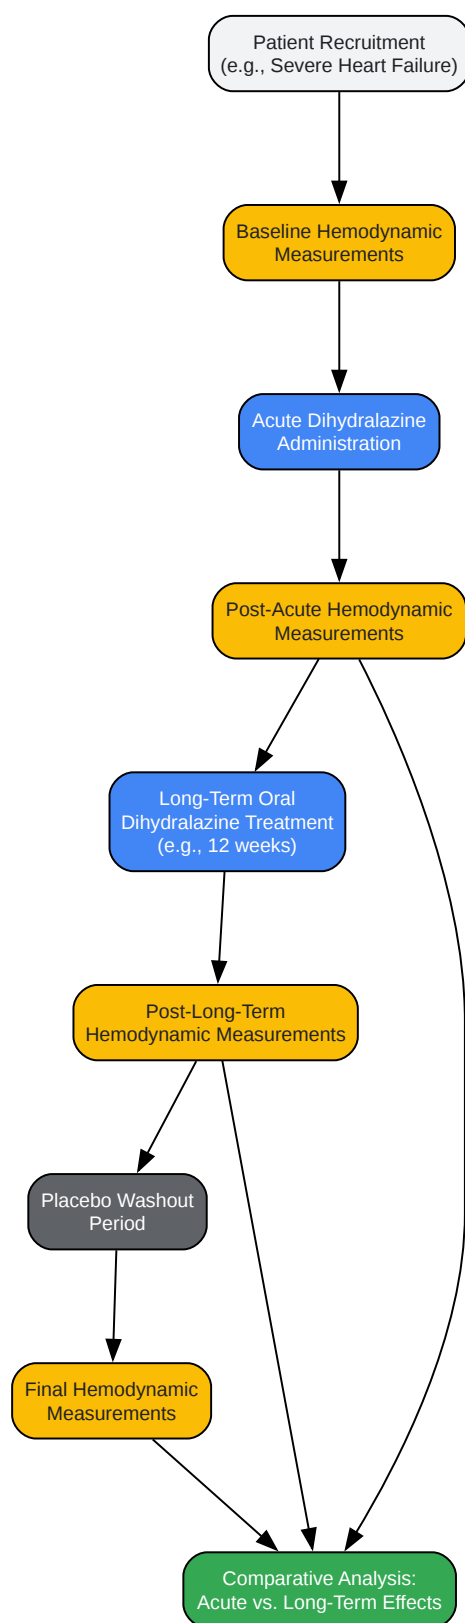 Patient Recruitment
(e.g., Severe Heart Failure)
Baseline Hemodynamic
Measurements
Acute Dihydralazine
Administration
Post-Acute Hemodynamic
Measurements
Long-Term Oral
Dihydralazine Treatment
(e.g., 12 weeks)
Post-Long-Term
Hemodynamic Measurements
Placebo Washout
Period
Final Hemodynamic
Measurements
Comparative Analysis:
Acute vs. Long-Term Effects